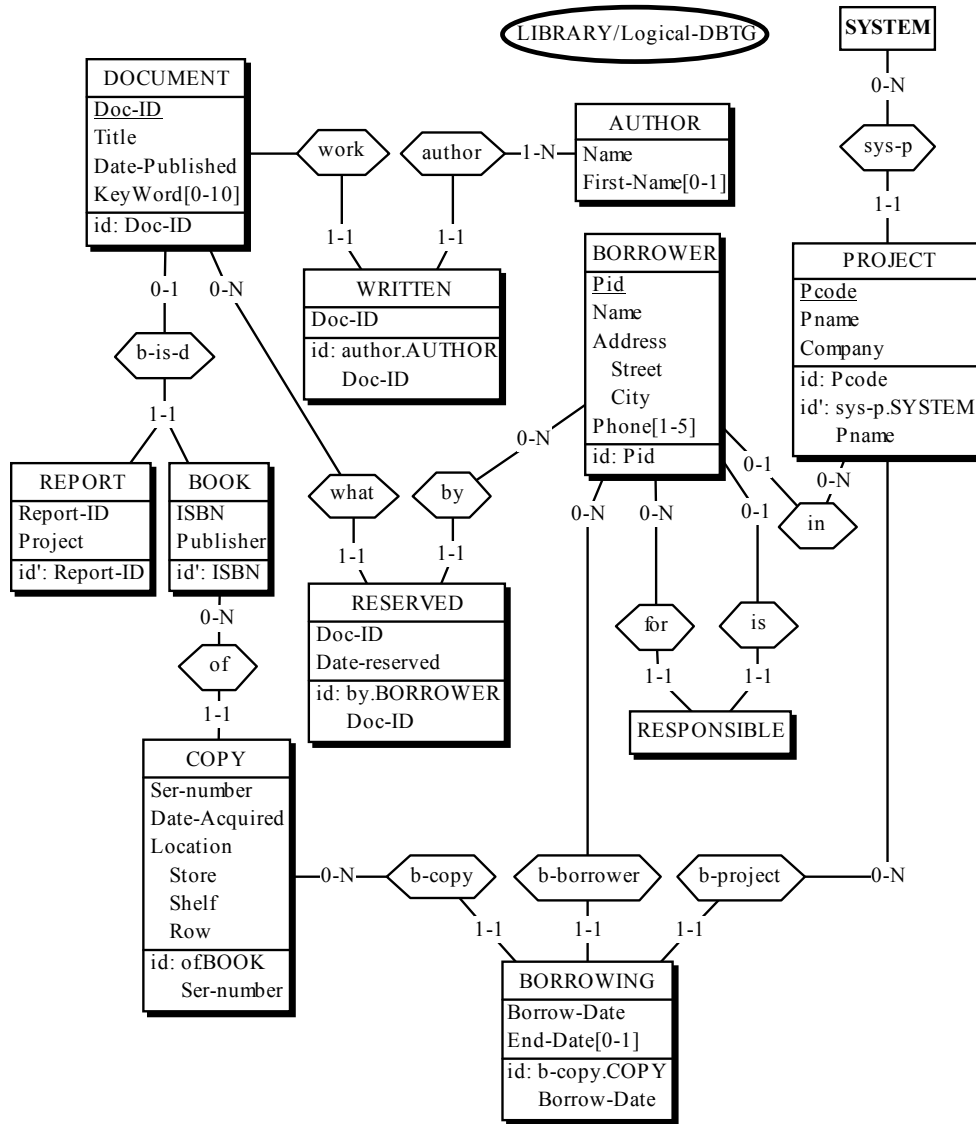 LIBRARY/Logical-DBTG
SYSTEM
0-N
sys-p
1-1
DOCUMENT
Doc-ID
Title
Date-Published
KeyWord[0-10]
id: Doc-ID
work
author
1-N
AUTHOR
Name
First-Name[0-1]
1-1
1-1
WRITTEN
Doc-ID
id: author.AUTHOR
Doc-ID
BORROWER
Pid
Name
Address
Street
City
Phone[1-5]
id: Pid
PROJECT
Pcode
Pname
Company
id: Pcode
id': sys-p.SYSTEM
Pname
0-1
0-N
b-is-d
1-1
REPORT
Report-ID
Project
id': Report-ID
BOOK
ISBN
Publisher
id': ISBN
what
by
0-N
1-1
1-1
0-1
0-N
in
0-N
0-N
0-1
for
is
1-1
1-1
RESPONSIBLE
RESERVED
Doc-ID
Date-reserved
id: by.BORROWER
Doc-ID
0-N
of
1-1
COPY
Ser-number
Date-Acquired
Location
Store
Shelf
Row
id: of.BOOK
Ser-number
0-N
b-copy
b-borrower
b-project
0-N
1-1
1-1
1-1
BORROWING
Borrow-Date
End-Date[0-1]
id: b-copy.COPY
Borrow-Date